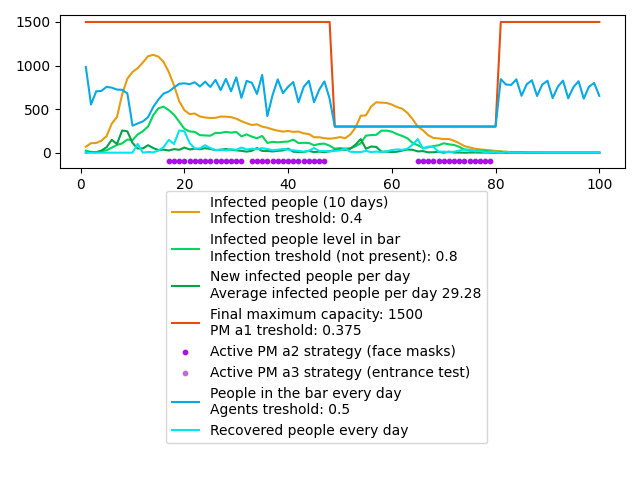 1500
1000
500
0
0 20 40 60 80 100
Infected people (10 days)
Infection treshold: 0.4
Infected people level in bar
Infection treshold (not present): 0.8
New infected people per day
Average infected people per day 29.28
Final maximum capacity: 1500
PM a1 treshold: 0.375
Active PM a2 strategy (face masks)
Active PM a3 strategy (entrance test)
People in the bar every day
Agents treshold: 0.5
Recovered people every day